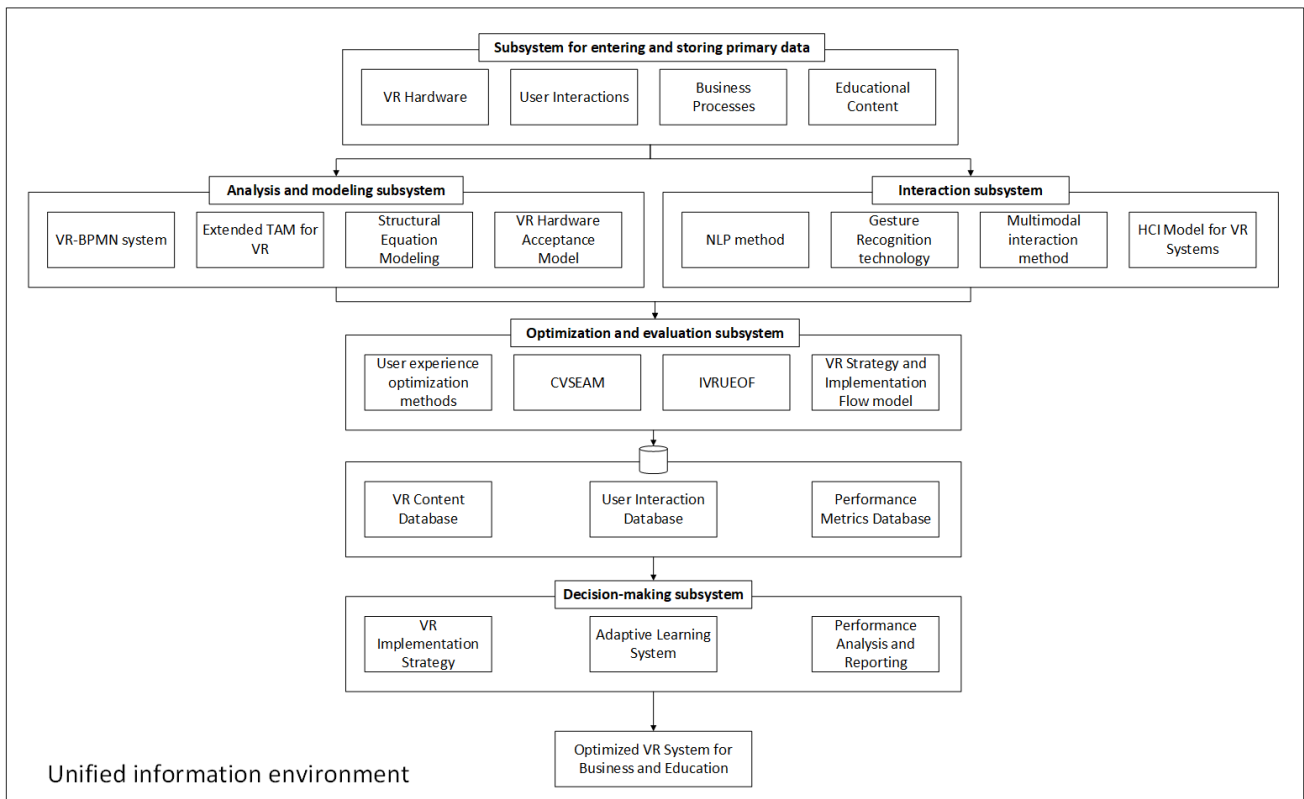 Subsystem for entering and storing primary data
VR Hardware
User Interactions
Business
Processes
Educational
Content
Analysis and modeling subsystem
VR-BPMN system
Extended TAM for
VR
Structural
Equation
Modeling
VR Hardware
Acceptance
Model
Interaction subsystem
NLP method
Gesture
Recognition
technology
Multimodal
interaction
method
HCI Model for VR
Systems
Optimization and evaluation subsystem
User experience
optimization
methods
CVSEAM
IVRUEOF
VR Strategy and
Implementation
Flow model
VR Content
Database
User Interaction
Database
Performance
Metrics Database
Decision-making subsystem
VR
Implementation
Strategy
Adaptive Learning
System
Performance
Analysis and
Reporting
Optimized VR System for
Business and Education
Unified information environment